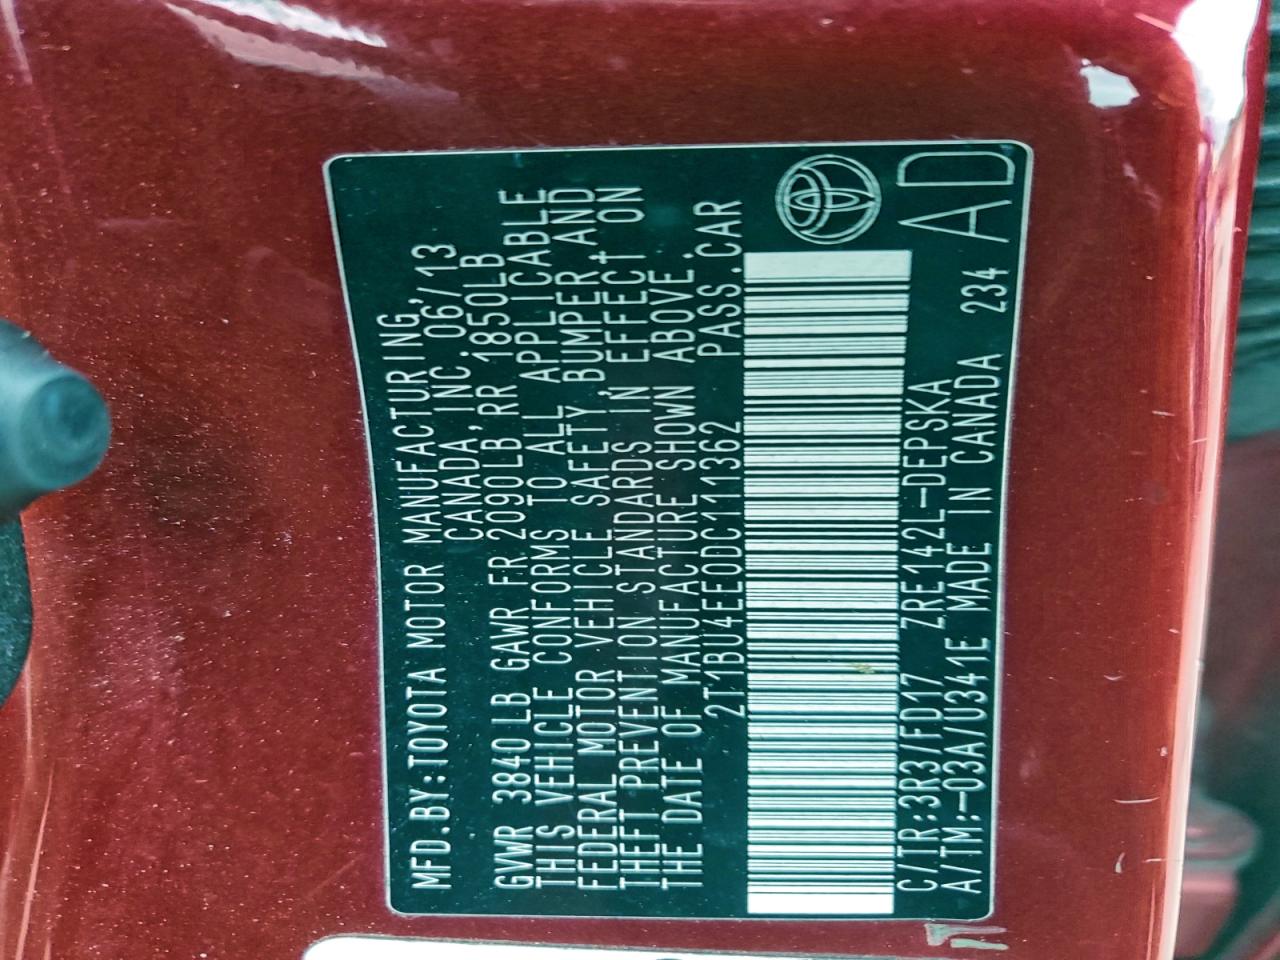 MFD.BY:TOYOTA MOTOR MANUFACTURING,
CANADA,INC.06/13
GVWR 3840LB GAWR FR 2090LB,RR 1850LB
THIS VEHICLE CONFORMS TO ALL APPLICABLE
FEDERAL MOTOR VEHICLE SAFETY, BUMPER, AND
THEFT PREVENTION STANDARDS IN EFFECT ON
THE DATE OF MANUFACTURE SHOWN ABOVE.
2T1BU4EE0DC111362 PASS.CAR
C/TR:3R3/FD17 ZRE142L-DEPSKA
A/TM:-03A/U341E MADE IN CANADA 234
AD